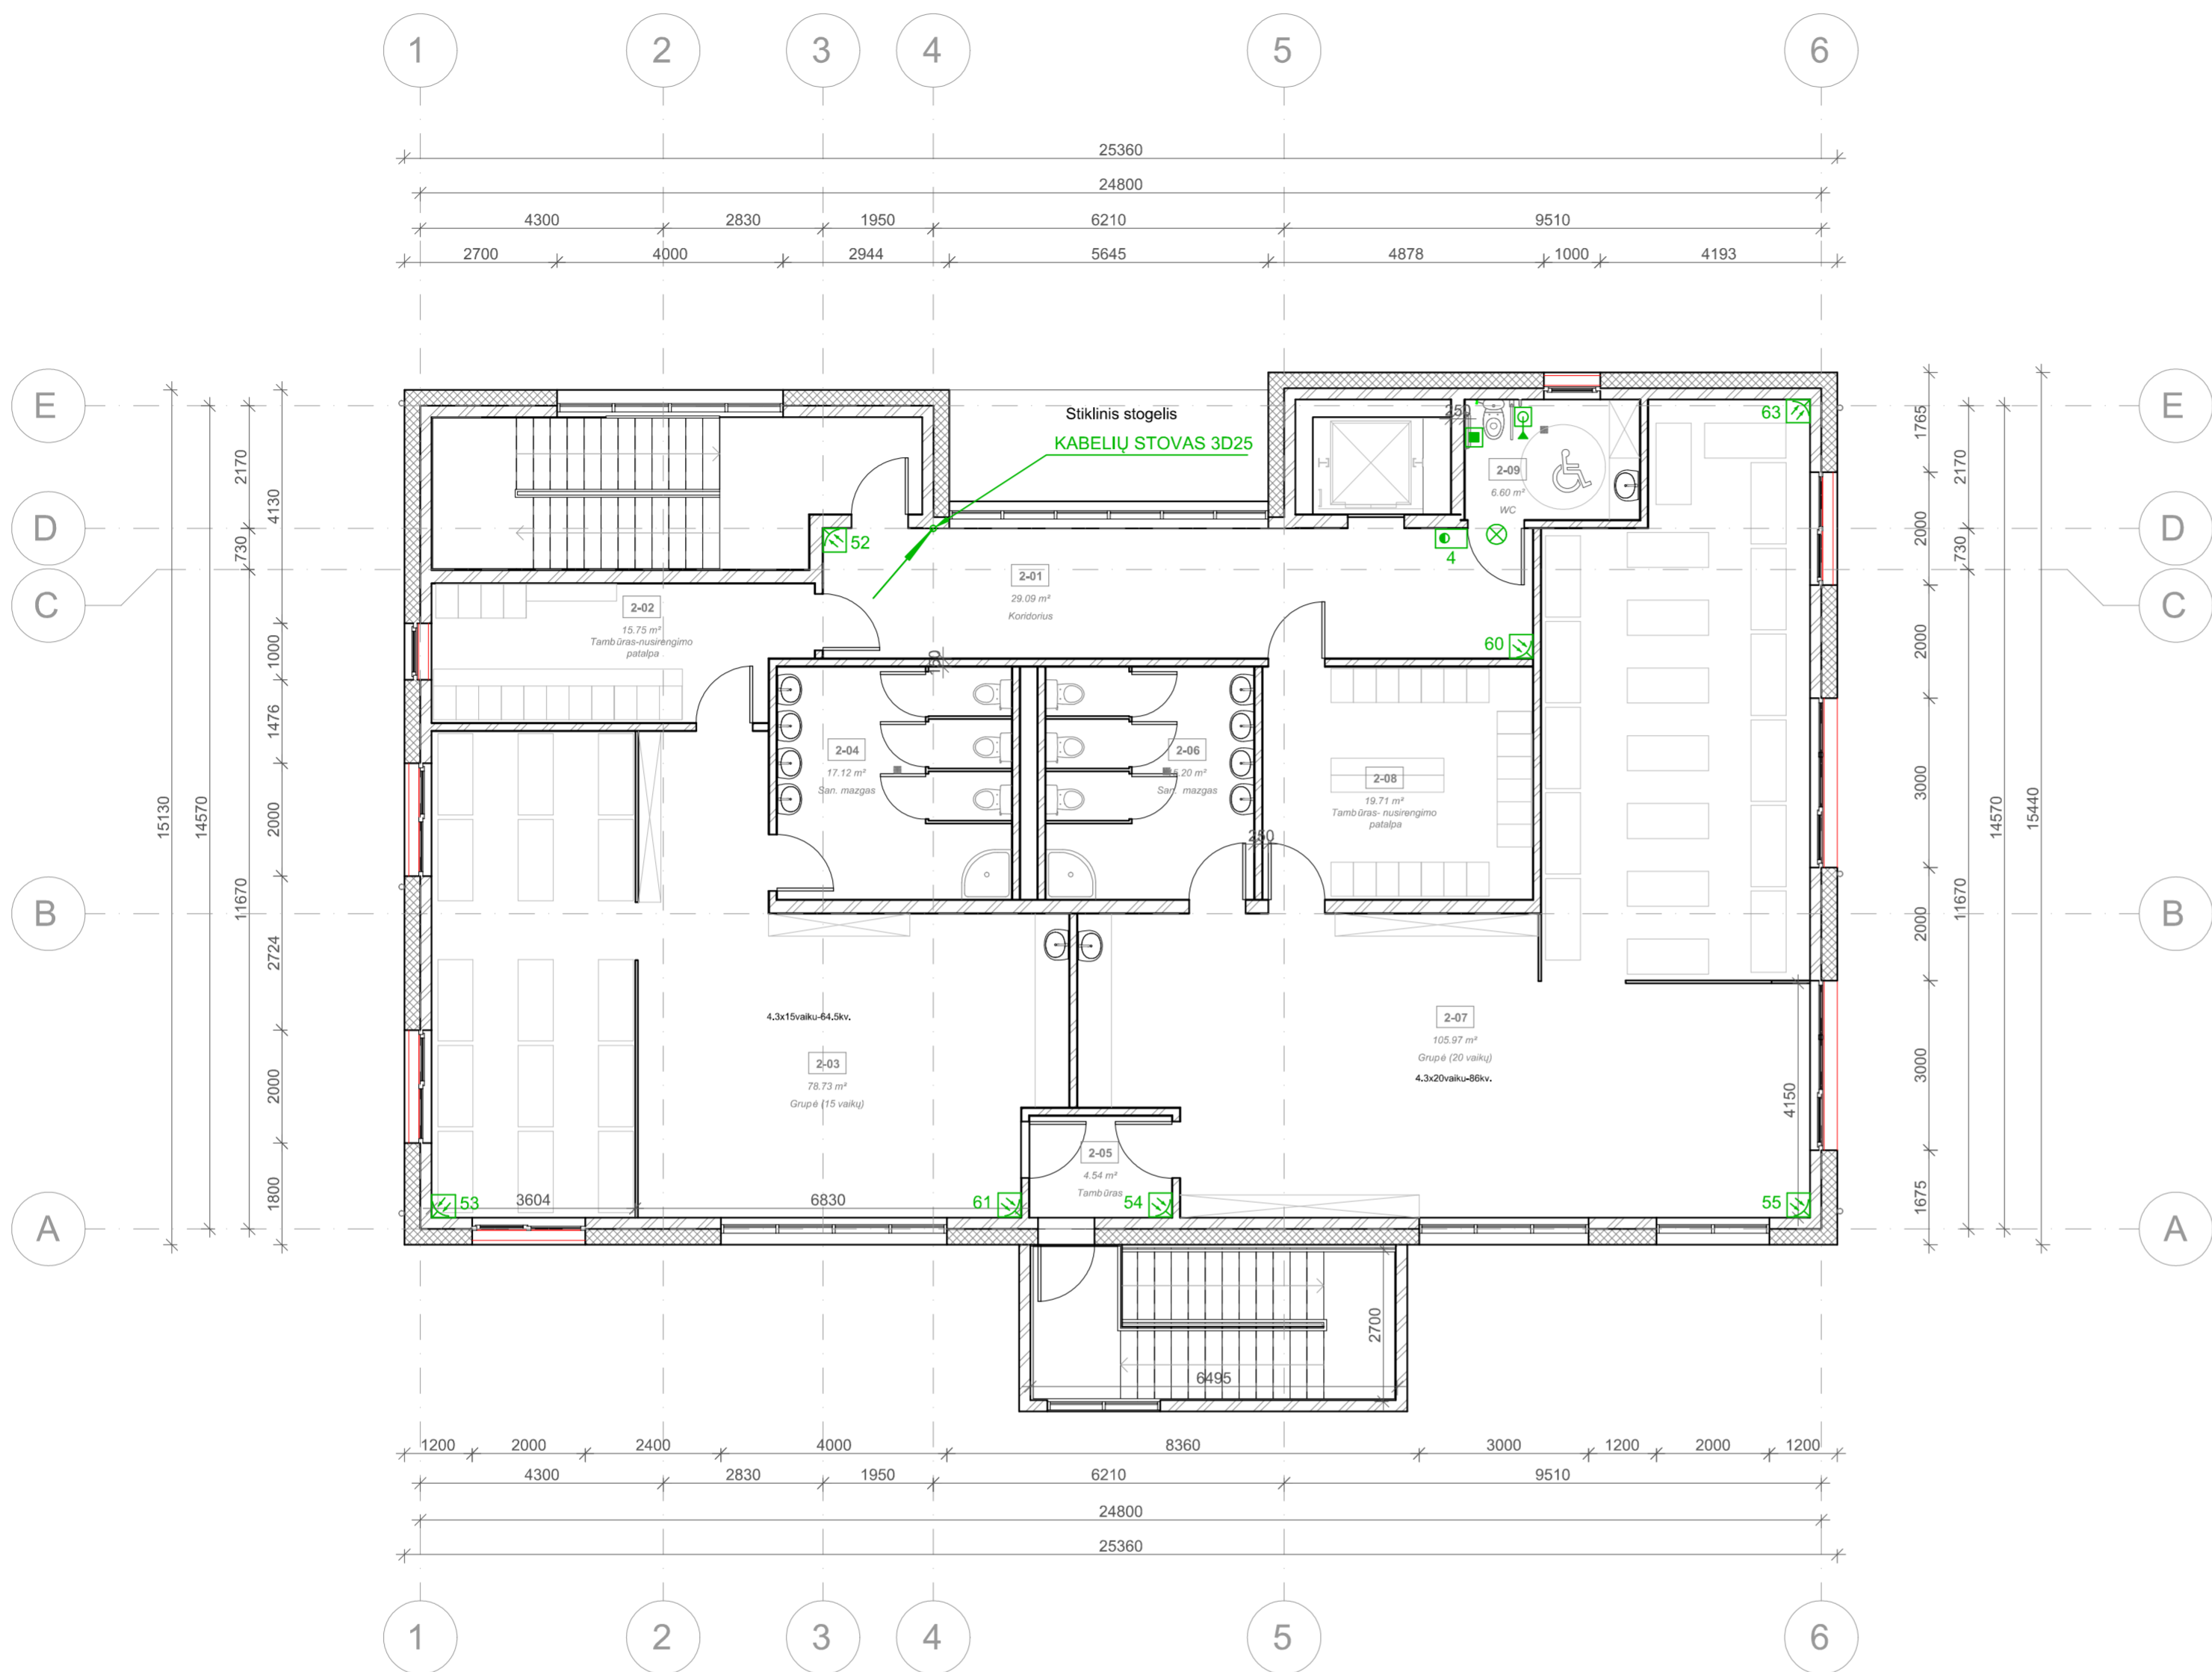 1 2 3 4 5 6
25360
24800
4300 2830 1950 6210 9510
2700 4000 2944 5645 4878 1000 4193
E E
D D
C C
B B
A A
15130
14570
2170
730
11670
4130
1000
1476
2000
2724
2000
1800
1765
2000
2000
3000
2000
3000
1675
2170
730
11670
14570
15440
Stiklinis stogelis
KABELIŲ STOVAS 3D25
250
63
2-09
6.60 m²
WC
52
4
2-01
29.09 m²
Koridorius
60
2-02
15.75 m²
Tambūras-nusirengimo
patalpa
150
2-04
17.12 m²
San. mazgas
2-06
San. mazgas
2-08
19.71 m²
Tambūras- nusirengimo
patalpa
250
4.3x15vaiku-64.5kv.
2-03
78.73 m²
Grupė (15 vaikų)
2-07
105.97 m²
Grupė (20 vaikų)
4.3x20vaiku-86kv.
4150
2-05
4.54 m²
Tambūras
53 3604 6830 61 54 55
2700
6495
1200 2000 2400 4000 8360 3000 1200 2000 1200
4300 2830 1950 6210 9510
24800
25360
1 2 3 4 5 6